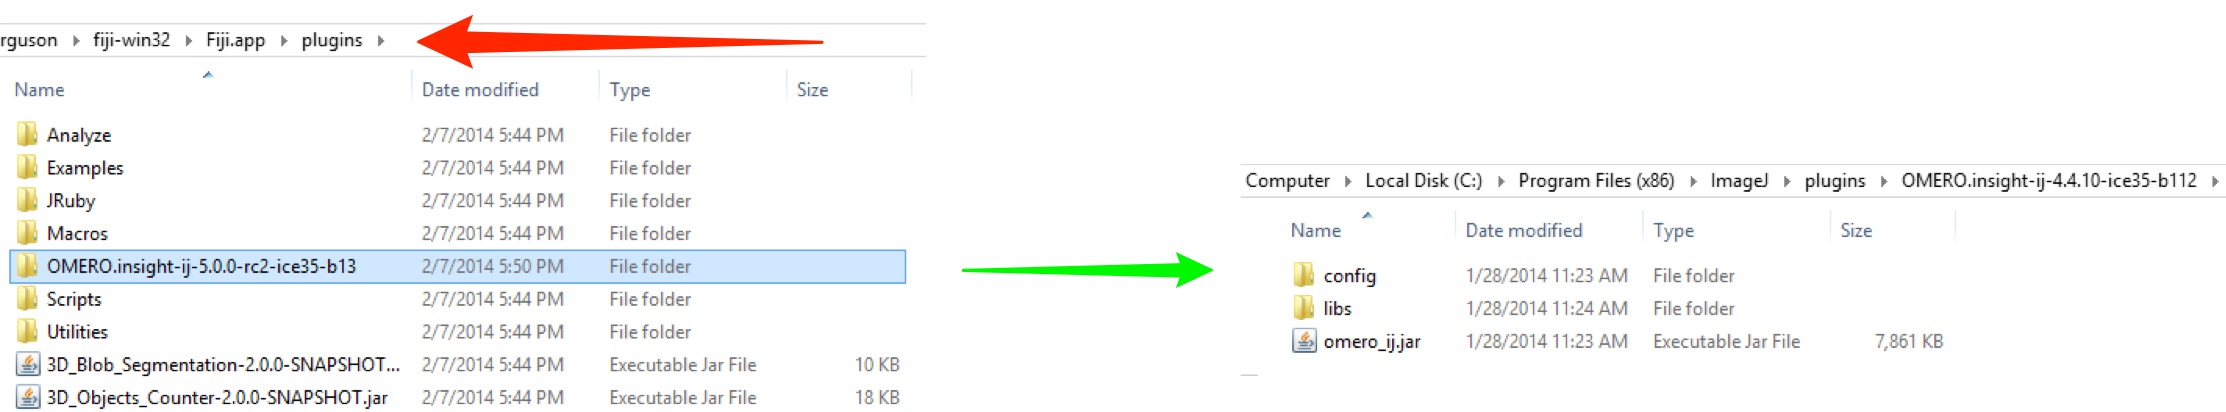 rguson fiji-win32 Fiji.app plugins
Name Date modified Type Size
Analyze 2/7/2014 5:44 PM File folder
Examples 2/7/2014 5:44 PM File folder
JRuby 2/7/2014 5:44 PM File folder
Macros 2/7/2014 5:44 PM File folder
OMERO.insight-ij-5.0.0-rc2-ice35-b13 2/7/2014 5:50 PM File folder
Scripts 2/7/2014 5:44 PM File folder
Utilities 2/7/2014 5:44 PM File folder
3D_Blob_Segmentation-2.0.0-SNAPSHOT... 2/7/2014 5:44 PM Executable Jar File 10 KB
3D_Objects_Counter-2.0.0-SNAPSHOT.jar 2/7/2014 5:44 PM Executable Jar File 18 KB
Computer Local Disk (C:) Program Files (x86) ImageJ plugins OMERO.insight-ij-4.4.10-ice35-b112
Name Date modified Type Size
config 1/28/2014 11:23 AM File folder
libs 1/28/2014 11:24 AM File folder
omero_ij.jar 1/28/2014 11:23 AM Executable Jar File 7,861 KB